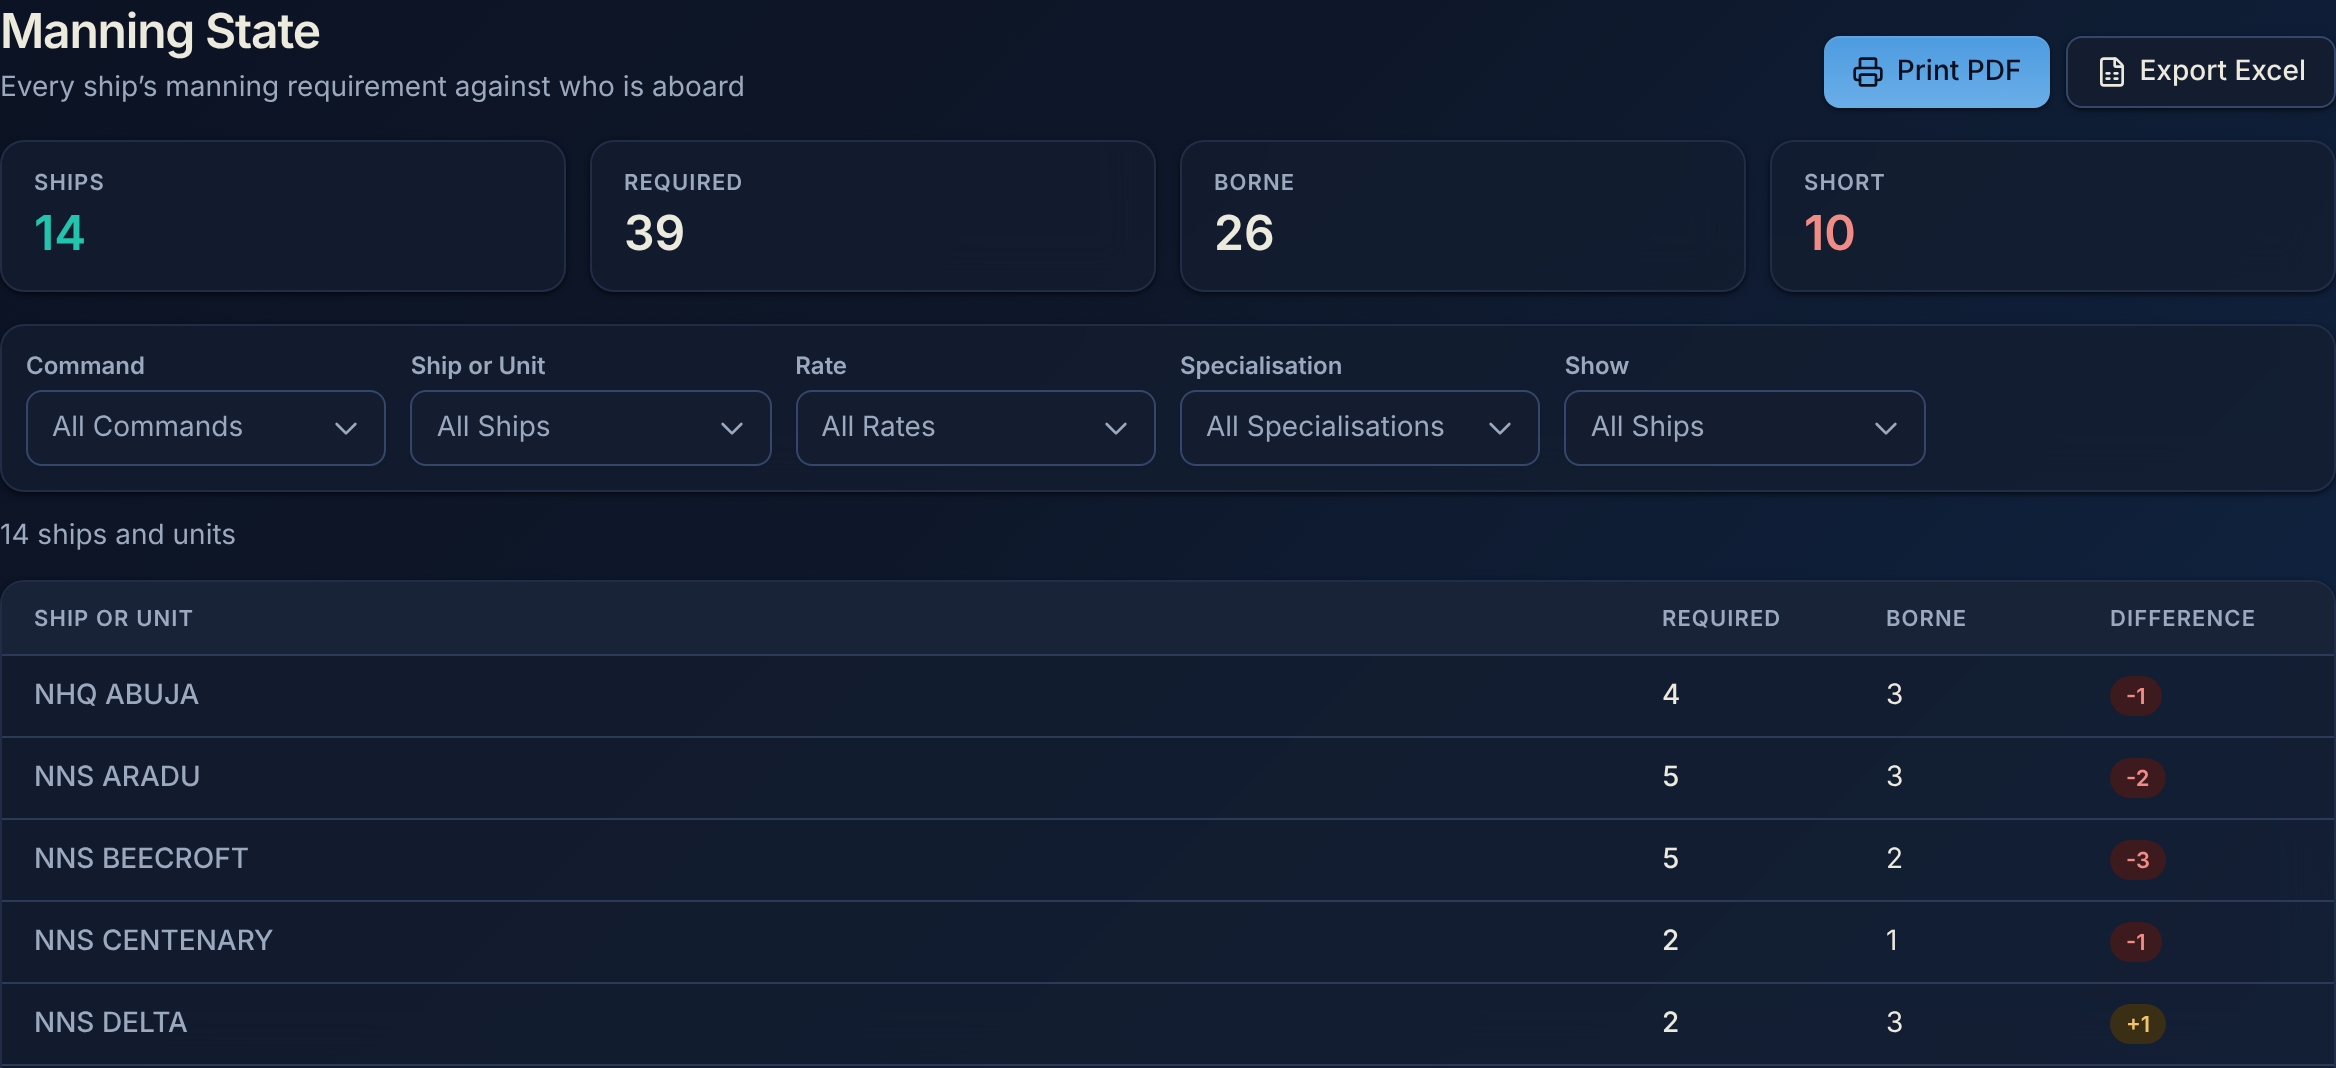 Manning State
Every ship’s manning requirement against who is aboard
Print PDF
Export Excel
SHIPS
14
REQUIRED
39
BORNE
26
SHORT
10
Command
Ship or Unit
Rate
Specialisation
Show
All Commands
All Ships
All Rates
All Specialisations
All Ships
14 ships and units
SHIP OR UNIT REQUIRED BORNE DIFFERENCE
NHQ ABUJA 4 3 -1
NNS ARADU 5 3 -2
NNS BEECROFT 5 2 -3
NNS CENTENARY 2 1 -1
NNS DELTA 2 3 +1